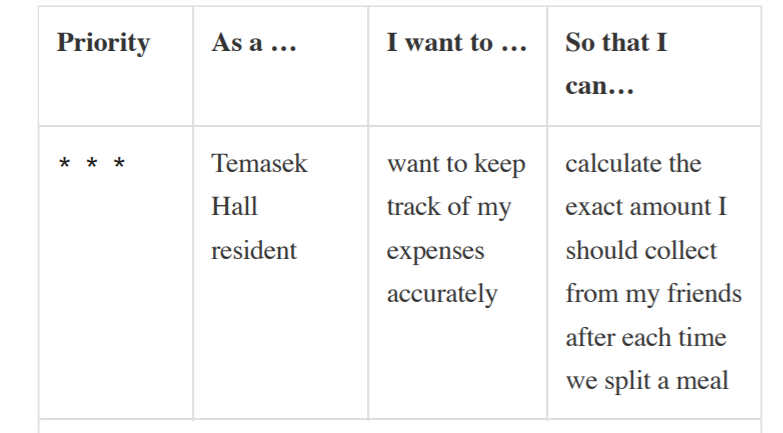 Priority
As a …
I want to …
So that I
can…
* * *
Temasek
Hall
resident
want to keep
track of my
expenses
accurately
calculate the
exact amount I
should collect
from my friends
after each time
we split a meal